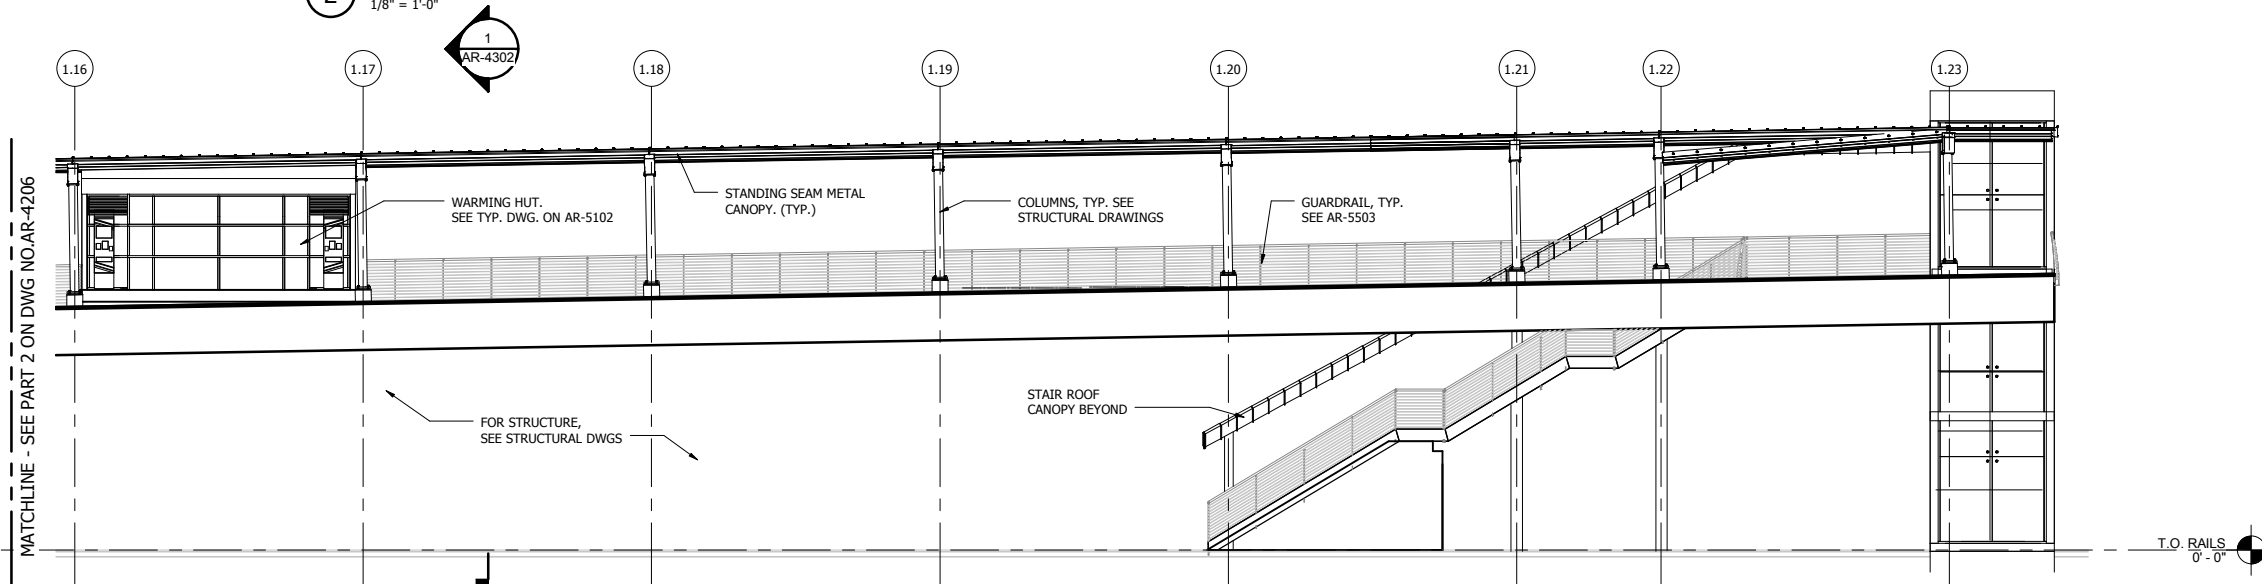 1/8" = 1'-0"
1
AR-4302
1.16
1.17
1.18
1.19
1.20
1.21
1.22
1.23
MATCHLINE - SEE PART 2 ON DWG NO.AR-4206
WARMING HUT.
SEE TYP. DWG. ON AR-5102
STANDING SEAM METAL
CANOPY. (TYP.)
COLUMNS, TYP. SEE
STRUCTURAL DRAWINGS
GUARDRAIL, TYP.
SEE AR-5503
STAIR ROOF
CANOPY BEYOND
FOR STRUCTURE,
SEE STRUCTURAL DWGS
T.O. RAILS
0' - 0"